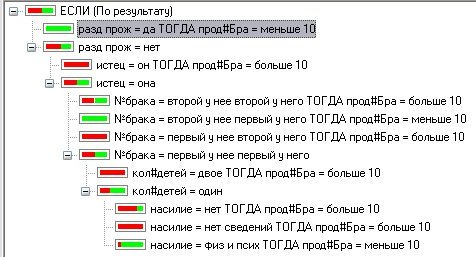 ЕСЛИ (По результату)
разд прож = да ТОГДА прод#Бра = меньше 10
разд прож = нет
истец = он ТОГДА прод#Бра = больше 10
истец = она
№брака = второй у нее второй у него ТОГДА прод#Бра = больше 10
№брака = второй у нее первый у него ТОГДА прод#Бра = меньше 10
№брака = первый у нее второй у него ТОГДА прод#Бра = больше 10
№брака = первый у нее первый у него
кол#детей = двое ТОГДА прод#Бра = больше 10
кол#детей = один
насилие = нет ТОГДА прод#Бра = больше 10
насилие = нет сведений ТОГДА прод#Бра = больше 10
насилие = физ и псих ТОГДА прод#Бра = меньше 10